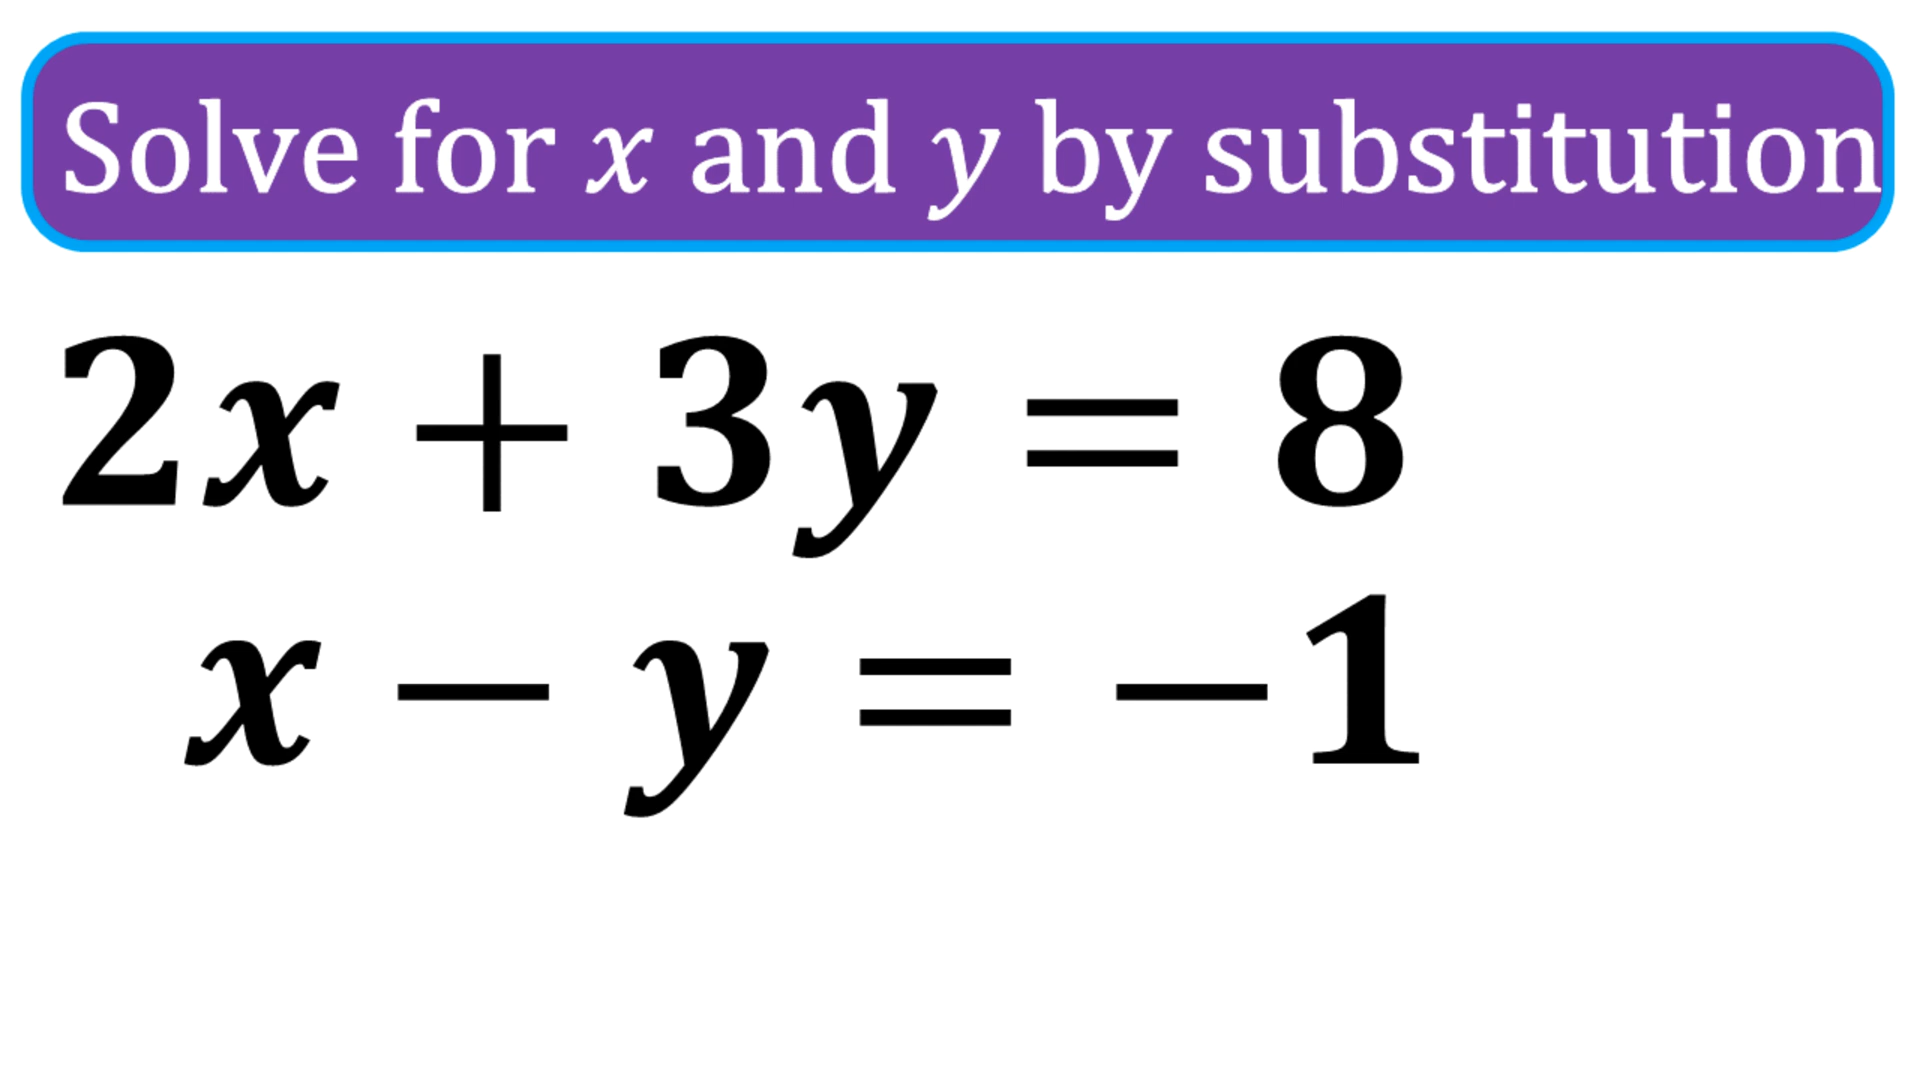 Solve for x and y by substitution
2x + 3y = 8
x − y = −1